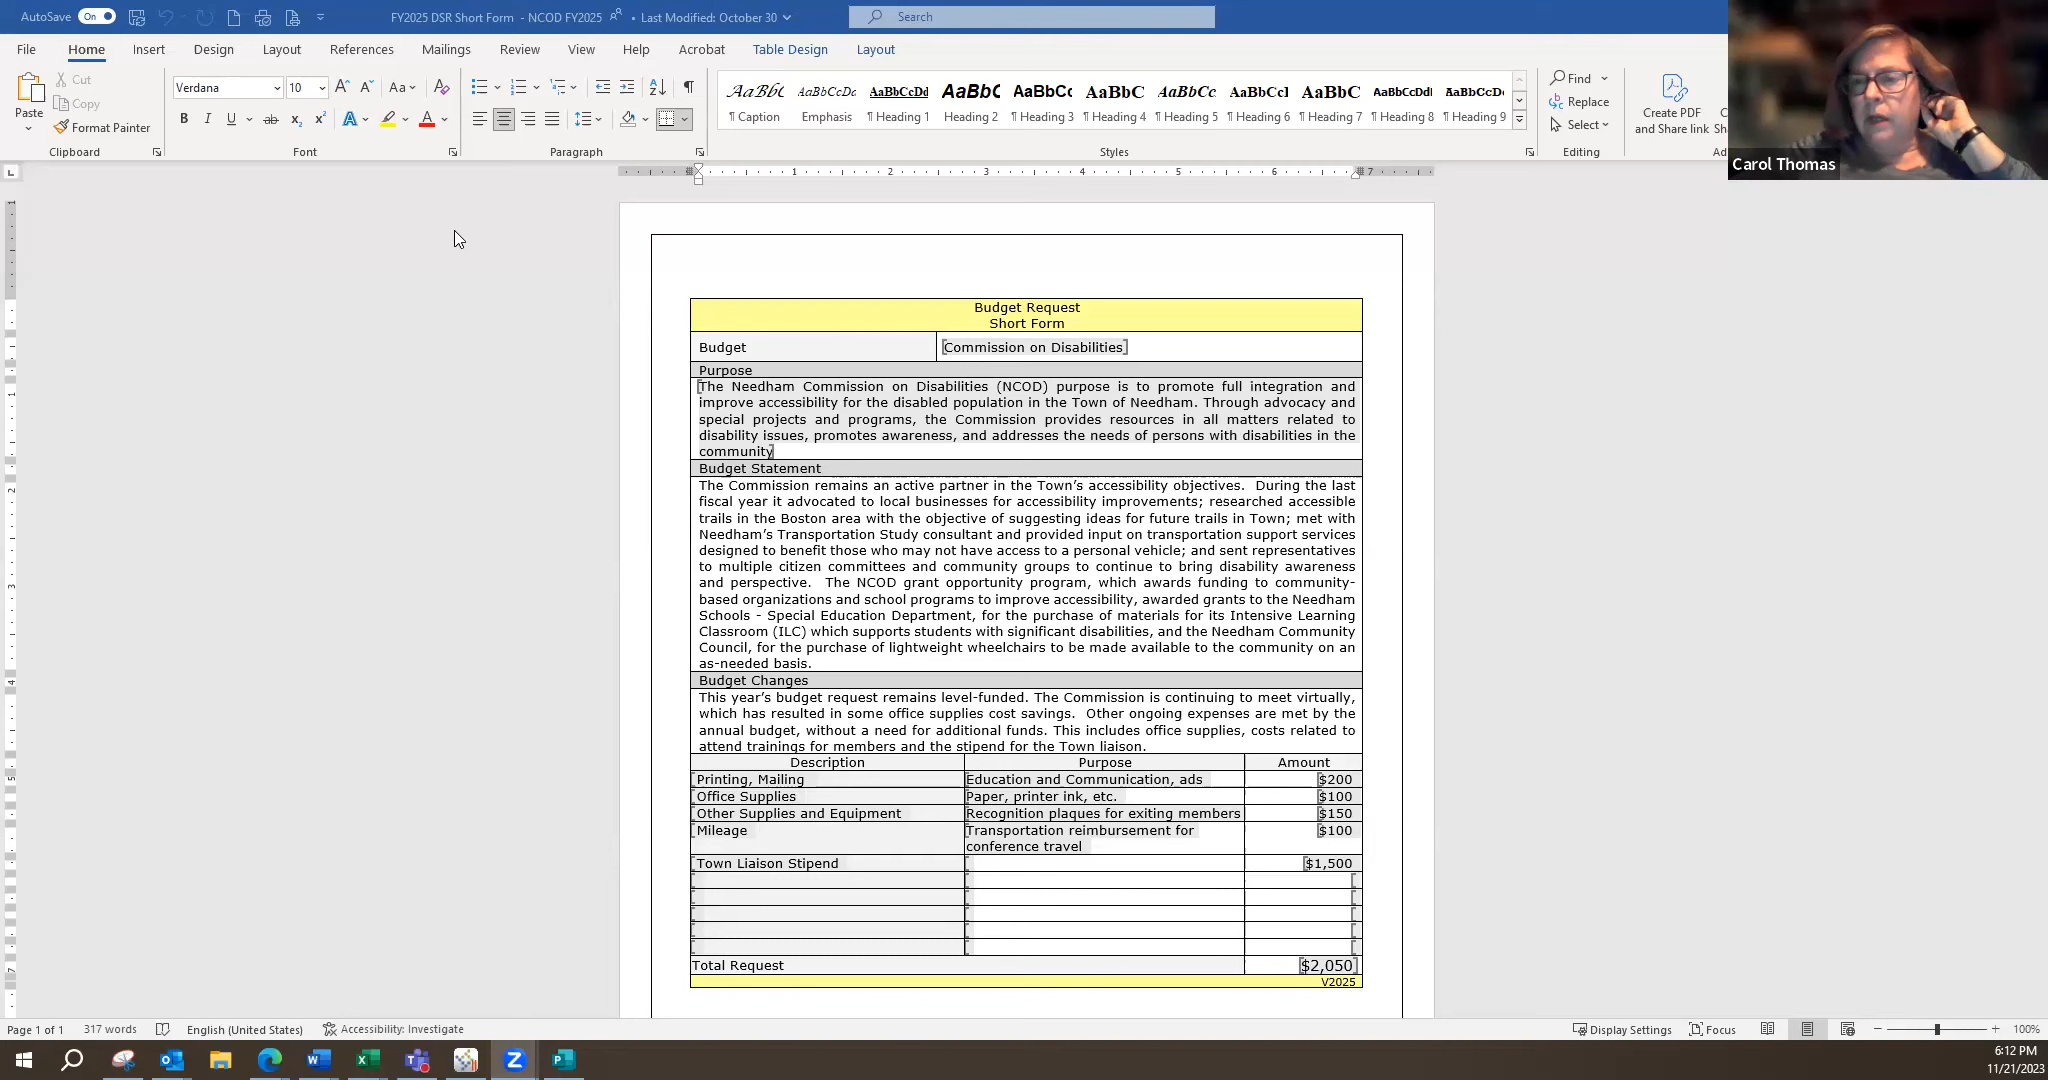 AutoSave On FY2025 DSR Short Form - NCOD FY2025 • Last Modified: October 30 Search
File Home Insert Design Layout References Mailings Review View Help Acrobat Table Design Layout
Paste Cut Copy Format Painter
Clipboard
Verdana 10
Font
Paragraph
AaBbCcDd AaBbCcDd AaBbCcDdI
¶ Caption Emphasis ¶ Heading 1 ¶ Heading 2 ¶ Heading 3 ¶ Heading 4 ¶ Heading 5 ¶ Heading 6 ¶ Heading 7 ¶ Heading 8 ¶ Heading 9
Styles
Find
Replace
Select
Editing
Create PDF
and Share link
Carol Thomas
1 2 3 4 5 6 7
Budget Request
Short Form
Budget Commission on Disabilities
Purpose
The Needham Commission on Disabilities (NCOD) purpose is to promote full integration and
improve accessibility for the disabled population in the Town of Needham. Through advocacy and
special projects and programs, the Commission provides resources in all matters related to
disability issues, promotes awareness, and addresses the needs of persons with disabilities in the
community
Budget Statement
The Commission remains an active partner in the Town’s accessibility objectives. During the last
fiscal year it advocated to local businesses for accessibility improvements; researched accessible
trails in the Boston area with the objective of suggesting ideas for future trails in Town; met with
Needham’s Transportation Study consultant and provided input on transportation support services
designed to benefit those who may not have access to a personal vehicle; and sent representatives
to multiple citizen committees and community groups to continue to bring disability awareness
and perspective. The NCOD grant opportunity program, which awards funding to community-
based organizations and school programs to improve accessibility, awarded grants to the Needham
Schools - Special Education Department, for the purchase of materials for its Intensive Learning
Classroom (ILC) which supports students with significant disabilities, and the Needham Community
Council, for the purchase of lightweight wheelchairs to be made available to the community on an
as-needed basis.
Budget Changes
This year’s budget request remains level-funded. The Commission is continuing to meet virtually,
which has resulted in some office supplies cost savings. Other ongoing expenses are met by the
annual budget, without a need for additional funds. This includes office supplies, costs related to
attend trainings for members and the stipend for the Town liaison.
Description Purpose Amount
Printing, Mailing Education and Communication, ads $200
Office Supplies Paper, printer ink, etc. $100
Other Supplies and Equipment Recognition plaques for exiting members $150
Mileage Transportation reimbursement for $100
conference travel
Town Liaison Stipend $1,500
Total Request $2,050
V2025
Page 1 of 1 317 words English (United States) Accessibility: Investigate Display Settings Focus 100%
6:12 PM
11/21/2023